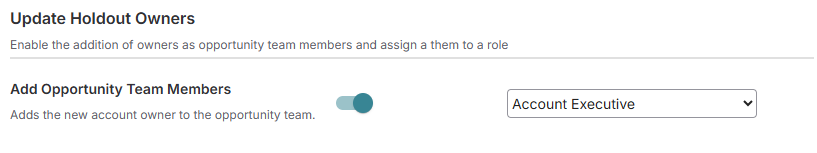 Update Holdout Owners
Enable the addition of owners as opportunity team members and assign a them to a role
Add Opportunity Team Members
Adds the new account owner to the opportunity team.
Account Executive